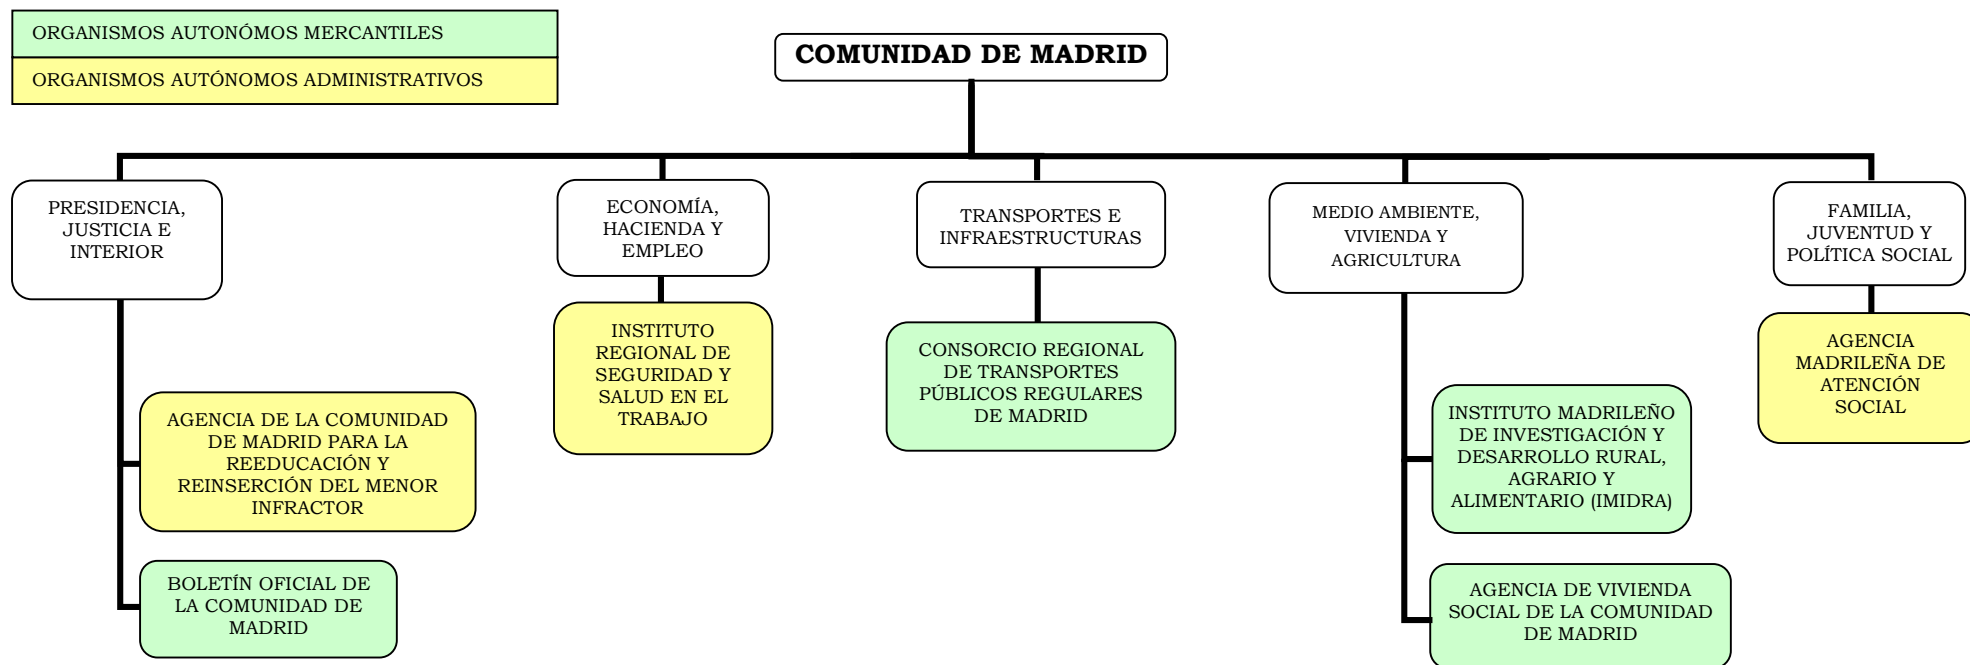 ORGANISMOS AUTONÓMOS MERCANTILES
ORGANISMOS AUTÓNOMOS ADMINISTRATIVOS
COMUNIDAD DE MADRID
PRESIDENCIA,
JUSTICIA E
INTERIOR
ECONOMÍA,
HACIENDA Y
EMPLEO
TRANSPORTES E
INFRAESTRUCTURAS
MEDIO AMBIENTE,
VIVIENDA Y
AGRICULTURA
FAMILIA,
JUVENTUD Y
POLÍTICA SOCIAL
AGENCIA DE LA COMUNIDAD
DE MADRID PARA LA
REEDUCACIÓN Y
REINSERCIÓN DEL MENOR
INFRACTOR
BOLETÍN OFICIAL DE
LA COMUNIDAD DE
MADRID
INSTITUTO
REGIONAL DE
SEGURIDAD Y
SALUD EN EL
TRABAJO
CONSORCIO REGIONAL
DE TRANSPORTES
PÚBLICOS REGULARES
DE MADRID
INSTITUTO MADRILEÑO
DE INVESTIGACIÓN Y
DESARROLLO RURAL,
AGRARIO Y
ALIMENTARIO (IMIDRA)
AGENCIA DE VIVIENDA
SOCIAL DE LA COMUNIDAD
DE MADRID
AGENCIA
MADRILEÑA DE
ATENCIÓN
SOCIAL